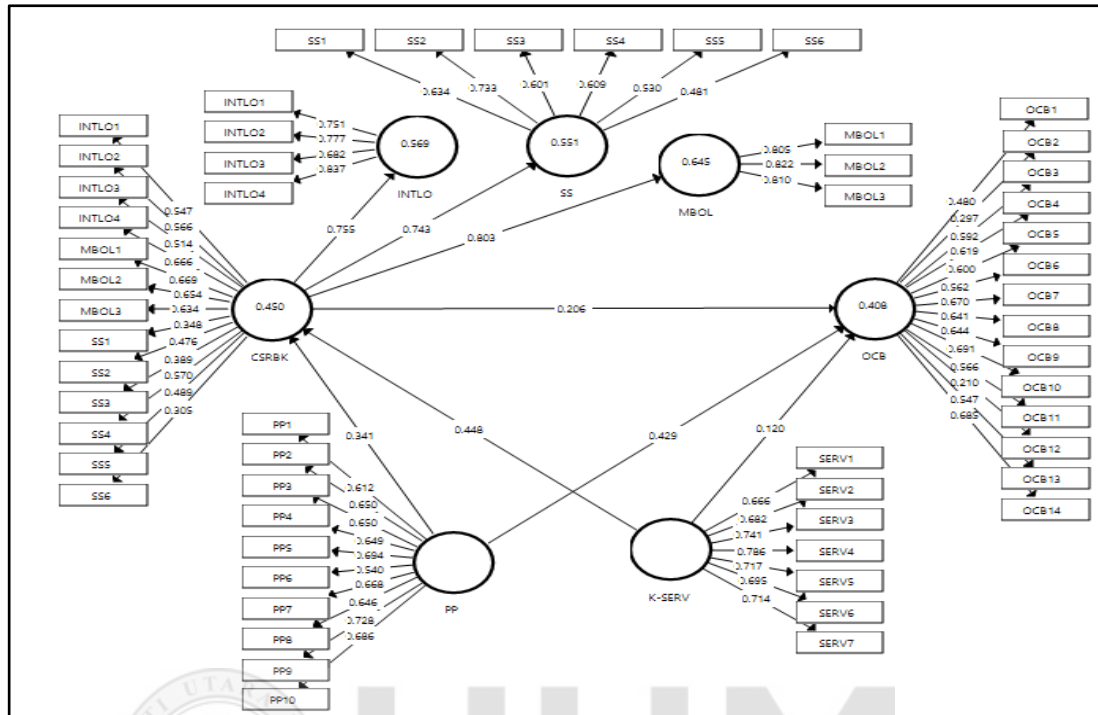 SS1 SS2 SS3 SS4 SS5 SS6
0.634 0.733 0.601 0.609 0.530 0.481
INTLO1
INTLO2
INTLO3
INTLO4
0.751
0.777
0.682
0.837
0.569
INTLO
0.551
SS
0.645
MBOL
0.805
0.822
0.810
MBOL1
MBOL2
MBOL3
INTLO1
INTLO2
INTLO3
INTLO4
MBOL1
MBOL2
MBOL3
SS1
SS2
SS3
SS4
SS5
SS6
0.547
0.566
0.514
0.666
0.669
0.654
0.634
0.348
0.476
0.389
0.570
0.489
0.305
0.450
CSRBK
0.755
0.743
0.803
0.206
0.408
OCB
0.480
0.297
0.592
0.619
0.600
0.562
0.670
0.641
0.644
0.691
0.566
0.210
0.547
0.685
OCB1
OCB2
OCB3
OCB4
OCB5
OCB6
OCB7
OCB8
OCB9
OCB10
OCB11
OCB12
OCB13
OCB14
0.341
0.448
0.429
0.120
PP1
PP2
PP3
PP4
PP5
PP6
PP7
PP8
PP9
PP10
0.612
0.650
0.650
0.649
0.694
0.540
0.668
0.646
0.728
0.686
PP
K-SERV
0.666
0.682
0.741
0.786
0.717
0.695
0.714
SERV1
SERV2
SERV3
SERV4
SERV5
SERV6
SERV7